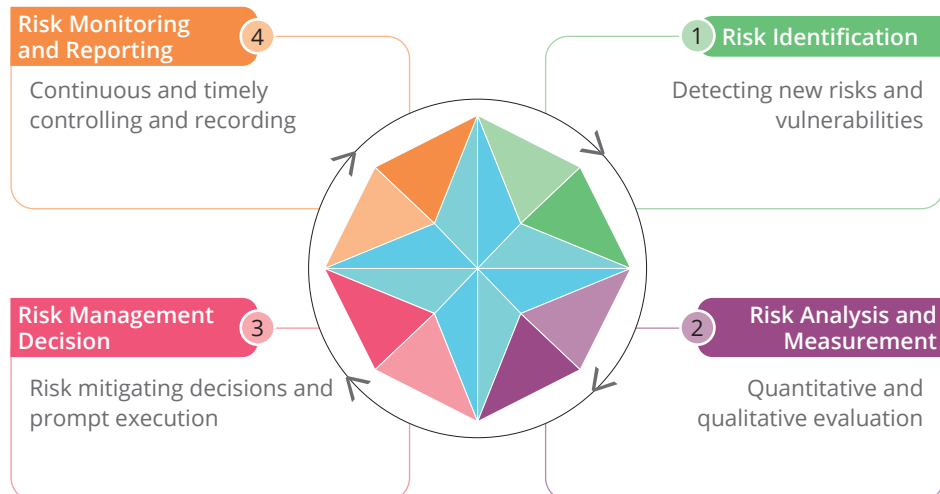 Risk Monitoring
and Reporting
4
Continuous and timely
controlling and recording
1
Risk Identification
Detecting new risks and
vulnerabilities
Risk Management
Decision
3
Risk mitigating decisions and
prompt execution
2
Risk Analysis and
Measurement
Quantitative and
qualitative evaluation